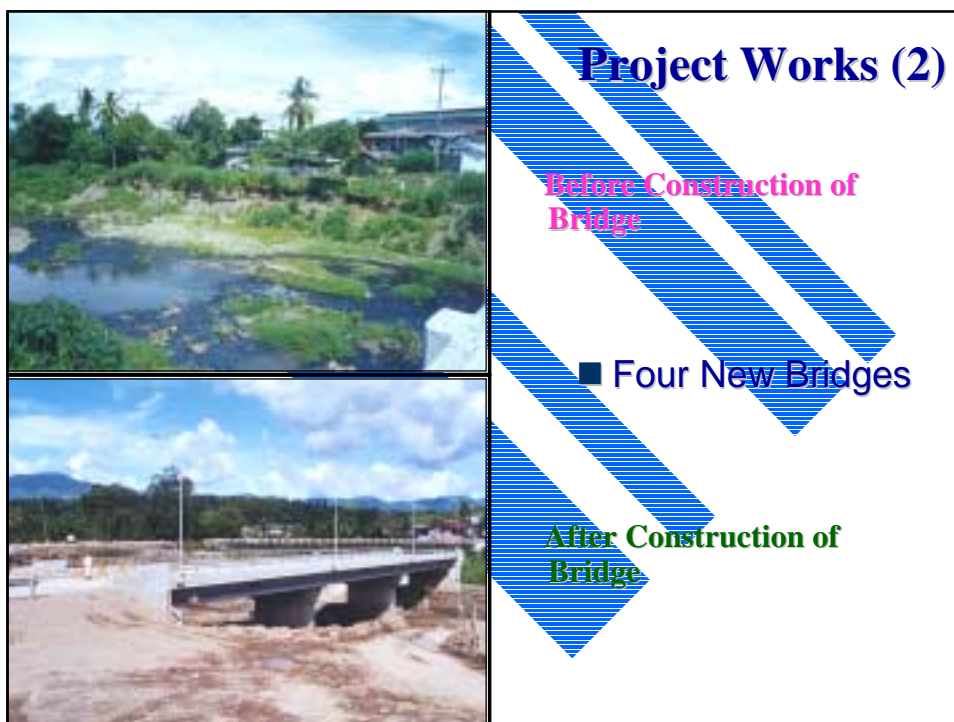 Project Works (2)
Before Construction of
Bridge
■ Four New Bridges
After Construction of
Bridge